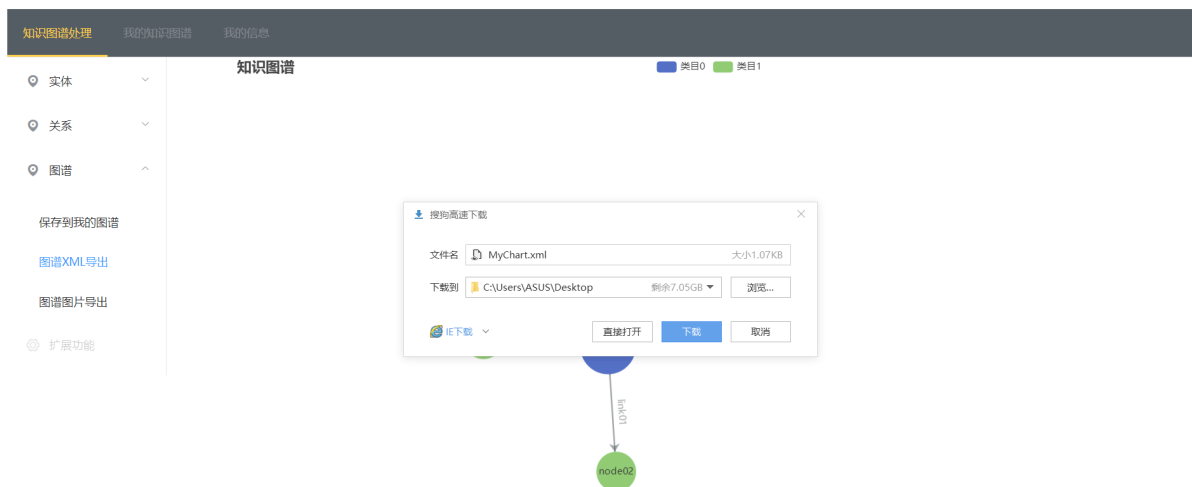 知识图谱处理 我的知识图谱 我的信息
知识图谱
类目0 类目1
实体
关系
图谱
保存到我的图谱
图谱XML导出
图谱图片导出
扩展功能
搜狗高速下载
文件名 MyChart.xml 大小1.07KB
下载到 C:\Users\ASUS\Desktop 剩余7.05GB 浏览...
IE下载 直接打开 下载 取消
link01
node02